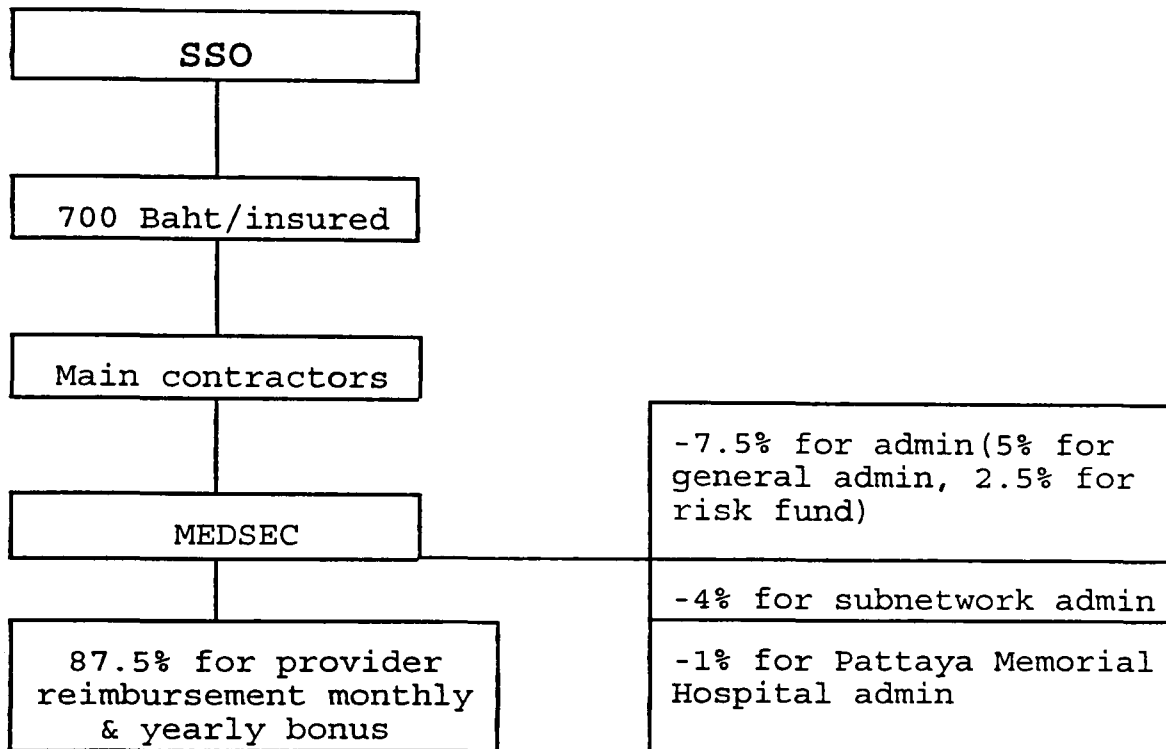 SSO
700 Baht/insured
Main contractors
MEDSEC
87.5% for provider
reimbursement monthly
& yearly bonus
-7.5% for admin(5% for
general admin, 2.5% for
risk fund)
-4% for subnetwork admin
-1% for Pattaya Memorial
Hospital admin